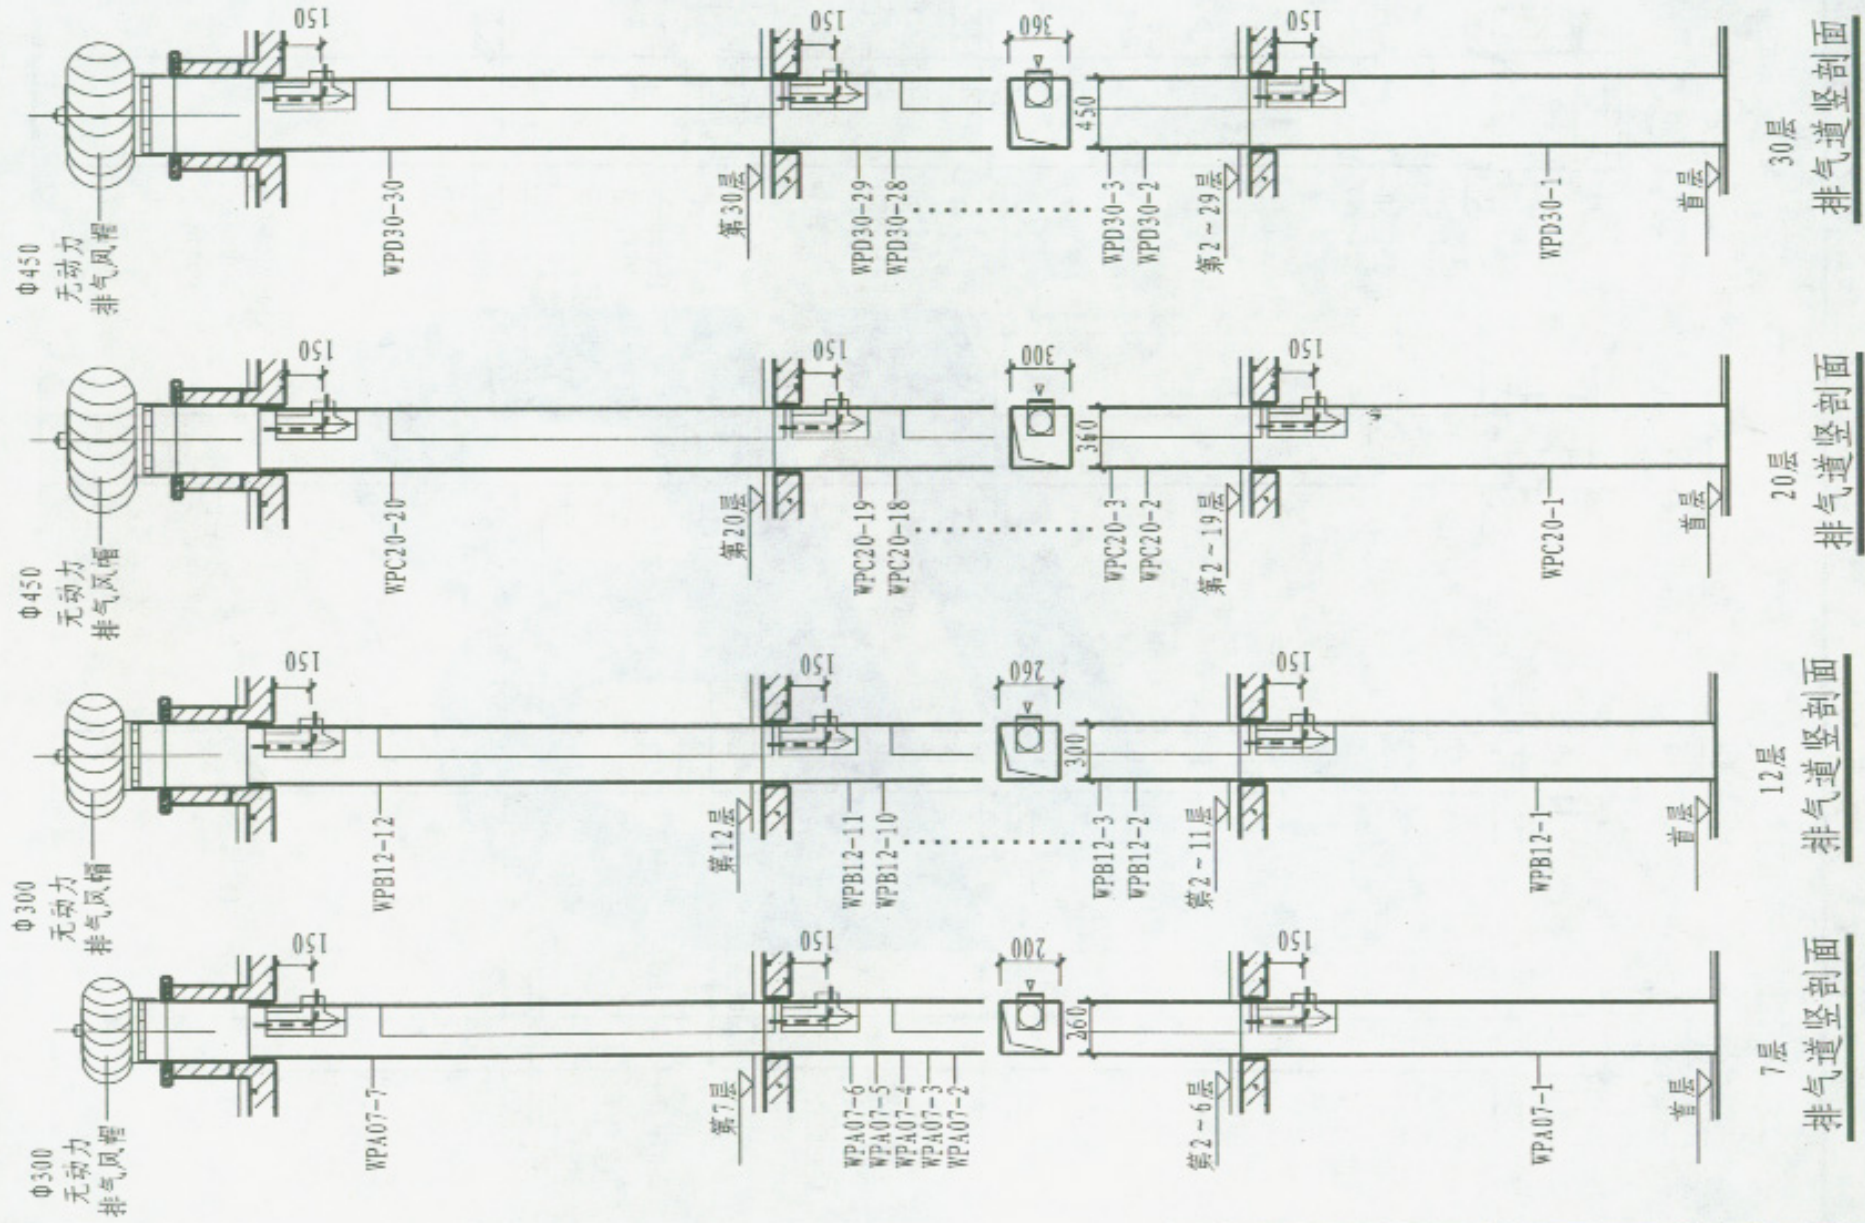 Φ450
无动力
排气风帽
150
WPD30-30
第30层
150
WPD30-29
WPD30-28
360
450
WPD30-3
WPD30-2
第2~29层
150
WPD30-1
首层
30层
排气道竖剖面
Φ450
无动力
排气风帽
150
WPC20-20
第20层
150
WPC20-19
WPC20-18
300
360
WPC20-3
WPC20-2
第2~19层
150
WPC20-1
首层
20层
排气道竖剖面
Φ300
无动力
排气风帽
150
WPB12-12
第12层
150
WPB12-11
WPB12-10
260
300
WPB12-3
WPB12-2
第2~11层
150
WPB12-1
首层
12层
排气道竖剖面
Φ300
无动力
排气风帽
150
WPA07-7
第7层
150
WPA07-6
WPA07-5
WPA07-4
WPA07-3
WPA07-2
200
260
第2~6层
150
WPA07-1
首层
7层
排气道竖剖面